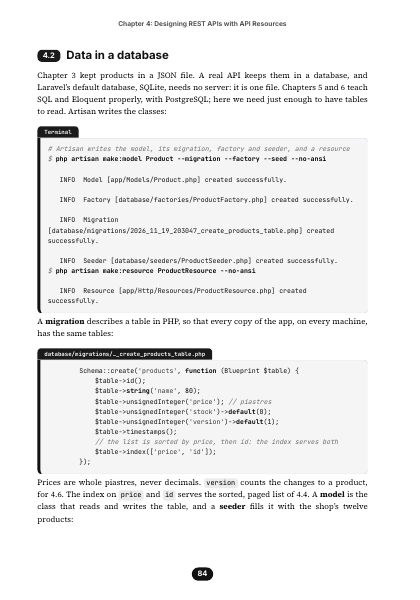 Chapter 4: Designing REST APIs with API Resources
4.2 Data in a database
Chapter 3 kept products in a JSON file. A real API keeps them in a database, and
Laravel's default database, SQLite, needs no server: it is one file. Chapters 5 and 6 teach
SQL and Eloquent properly, with PostgreSQL; here we need just enough to have tables
to read. Artisan writes the classes:
Terminal
# Artisan writes the model, its migration, factory and seeder, and a resource
$ php artisan make:model Product --migration --factory --seed --no-ansi
INFO  Model [app/Models/Product.php] created successfully.
INFO  Factory [database/factories/ProductFactory.php] created successfully.
INFO  Migration
[database/migrations/2026_11_19_203047_create_products_table.php] created
successfully.
INFO  Seeder [database/seeders/ProductSeeder.php] created successfully.
$ php artisan make:resource ProductResource --no-ansi
INFO  Resource [app/Http/Resources/ProductResource.php] created
successfully.
A migration describes a table in PHP, so that every copy of the app, on every machine,
has the same tables:
database/migrations/…_create_products_table.php
Schema::create('products', function (Blueprint $table) {
$table->id();
$table->string('name', 80);
$table->unsignedInteger('price'); // piastres
$table->unsignedInteger('stock')->default(0);
$table->unsignedInteger('version')->default(1);
$table->timestamps();
// the list is sorted by price, then id: the index serves both
$table->index(['price', 'id']);
});
Prices are whole piastres, never decimals. version counts the changes to a product,
for 4.6. The index on price and id serves the sorted, paged list of 4.4. A model is the
class that reads and writes the table, and a seeder fills it with the shop's twelve
products:
84